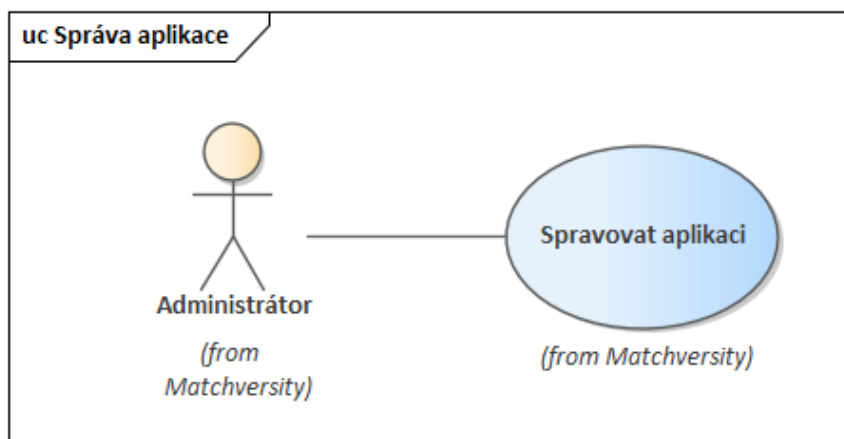 uc Správa aplikace
Spravovat aplikaci
Administrátor
(from
Matchversity)
(from Matchversity)